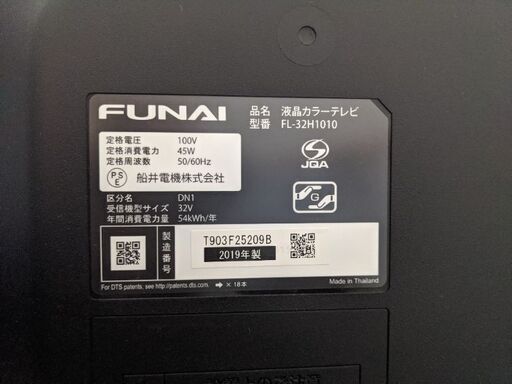 FUNAI
品名 液晶カラーテレビ
型番 FL-32H1010
定格電圧 100V
定格消費電力 45W
定格周波数 50/60Hz
PSE 船井電機株式会社
JQA
G
区分名 DN1
受信機型サイズ 32V
年間消費電力量 54kWh/年
製造番号
T903F25209B
2019年製
For DTS patents, see http://patents.dts.com.
➔ × 18本
Made in Thailand